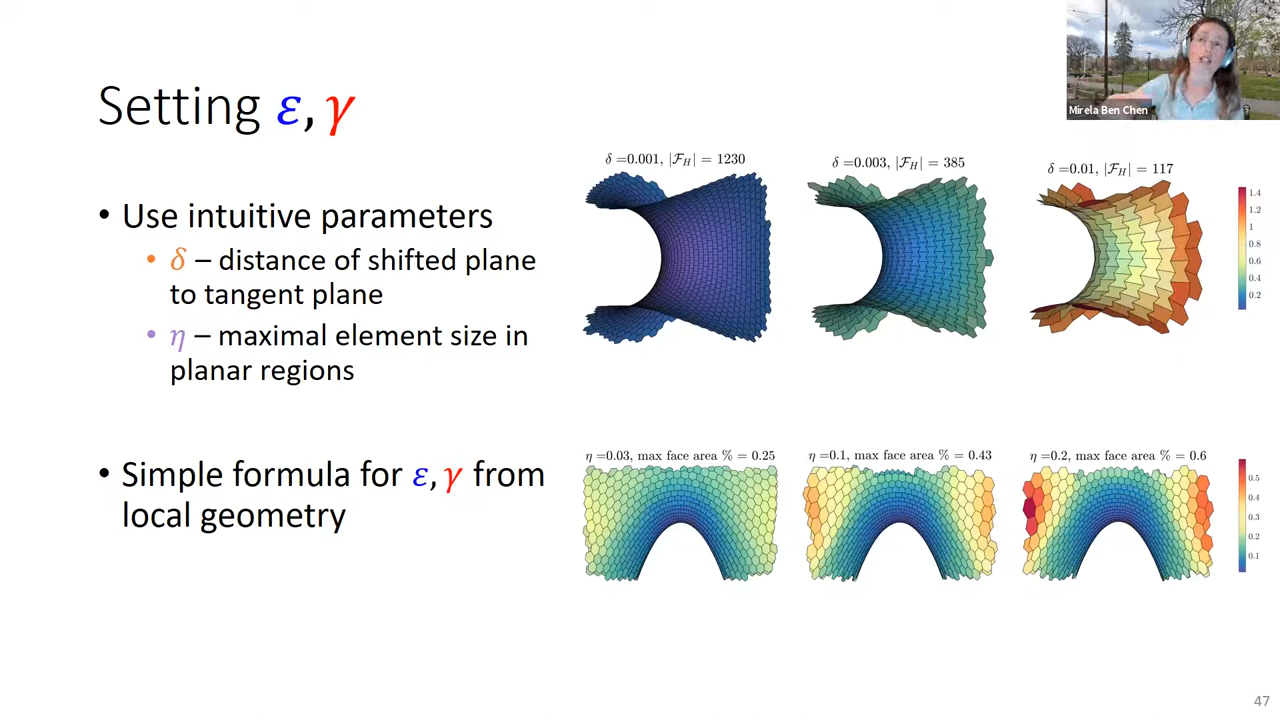 Mirela Ben Chen
Setting ε, γ
• Use intuitive parameters
• δ – distance of shifted plane
to tangent plane
• η – maximal element size in
planar regions
• Simple formula for ε, γ from
local geometry
δ =0.001, |𝓕_H| = 1230
δ =0.003, |𝓕_H| = 385
δ =0.01, |𝓕_H| = 117
1.4
1.2
1
0.8
0.6
0.4
0.2
η =0.03, max face area % = 0.25
η =0.1, max face area % = 0.43
η =0.2, max face area % = 0.6
0.5
0.4
0.3
0.2
0.1
47